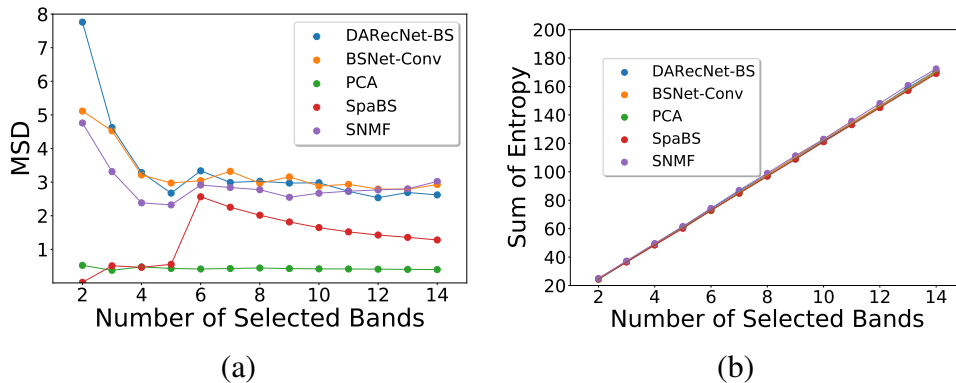 8
7
6
5
4
3
2
1
MSD
DARecNet-BS
BSNet-Conv
PCA
SpaBS
SNMF
2 4 6 8 10 12 14
Number of Selected Bands
(a)
200
180
160
140
120
100
80
60
40
20
Sum of Entropy
DARecNet-BS
BSNet-Conv
PCA
SpaBS
SNMF
2 4 6 8 10 12 14
Number of Selected Bands
(b)